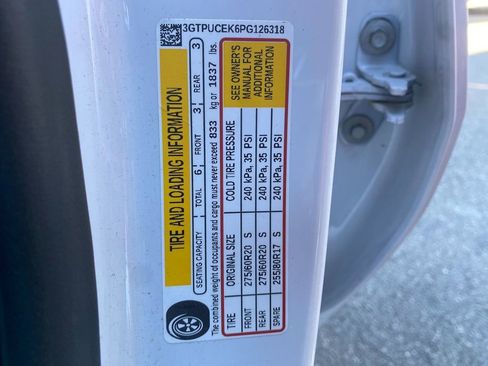 3GTPUCEK6PG126318
TIRE AND LOADING INFORMATION
SEATING CAPACITY | TOTAL 6 | FRONT 3 | REAR 3
The combined weight of occupants and cargo must never exceed 833 kg or 1837 lbs.
TIRE ORIGINAL SIZE COLD TIRE PRESSURE
FRONT 275/60R20 S 240 kPa, 35 PSI
REAR 275/60R20 S 240 kPa, 35 PSI
SPARE 255/80R17 S 240 kPa, 35 PSI
SEE OWNER'S
MANUAL FOR
ADDITIONAL
INFORMATION